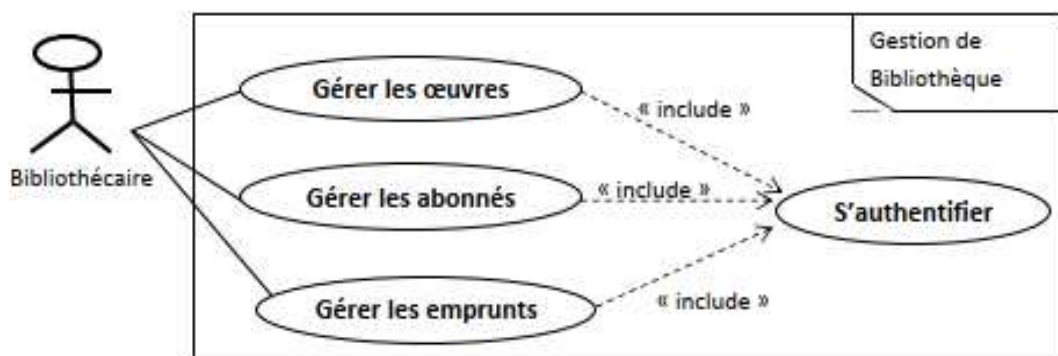 Gestion de
Bibliothèque
Gérer les œuvres
« include »
Bibliothécaire
Gérer les abonnés
« include »
S'authentifier
Gérer les emprunts
« include »